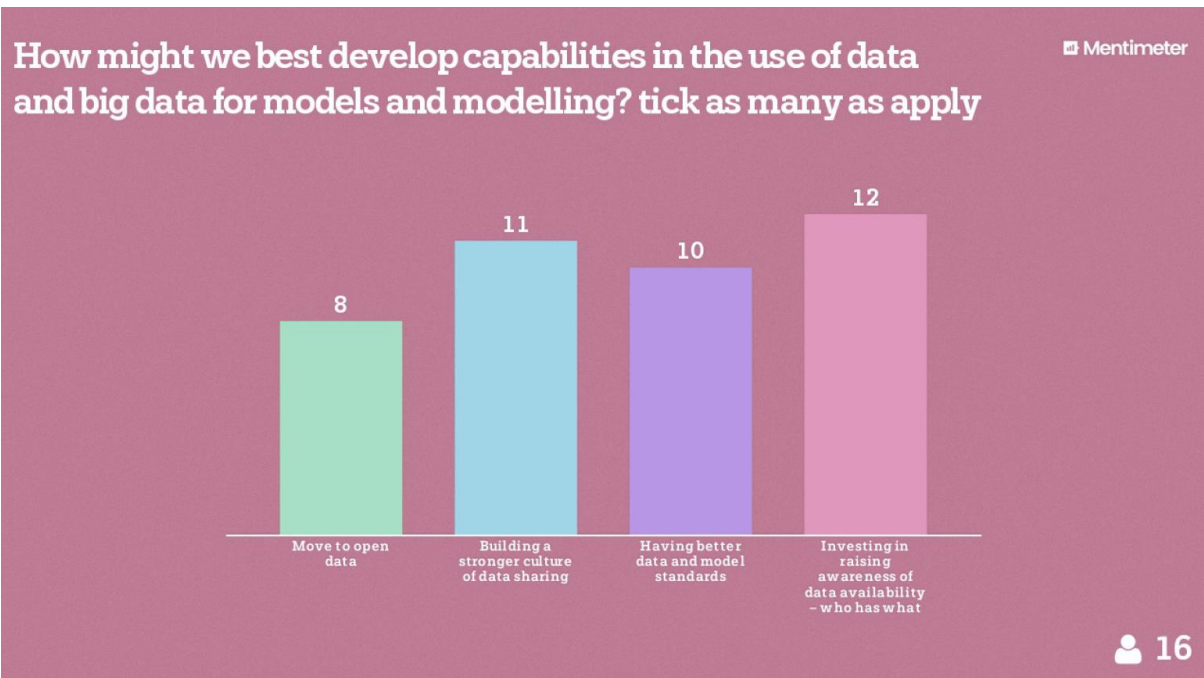 How might we best develop capabilities in the use of data
Mentimeter
and big data for models and modelling? tick as many as apply
8
11
10
12
Move to open
data
Building a
stronger culture
of data sharing
Having better
data and model
standards
Investing in
raising
awareness of
data availability
– who has what
16